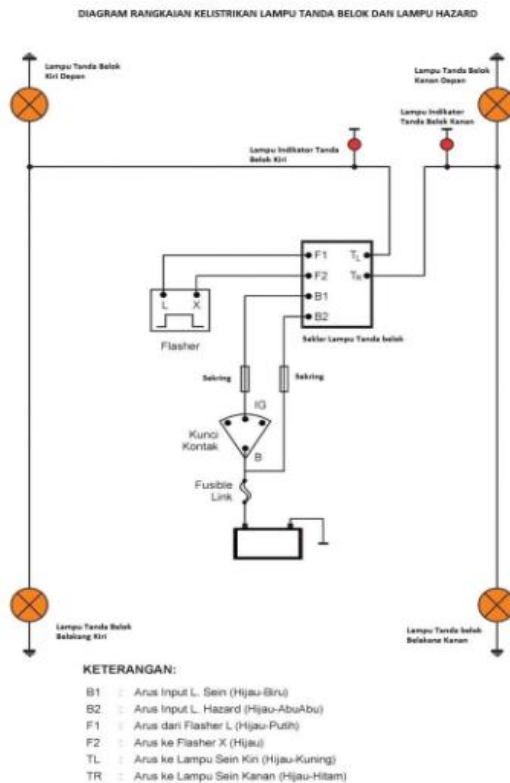 DIAGRAM RANGKAIAN KELISTRIKAN LAMPU TANDA BELOK DAN LAMPU HAZARD
Lampu Tanda Belok
Kiri Depan
Lampu Tanda Belok
Kanan Depan
Lampu Indikator
Tanda Belok Kanan
Lampu Indikator Tanda
Belok Kiri
F1
TL
F2
TR
B1
B2
L
X
Flasher
Saklar Lampu Tanda belok
Sekring
Sekring
IG
Kunci
Kontak
B
Fusible
Link
Lampu Tanda Belok
Belakang Kiri
Lampu Tanda belok
Belakang Kanan
KETERANGAN:
B1 : Arus Input L. Sein (Hijau-Biru)
B2 : Arus Input L. Hazard (Hijau-AbuAbu)
F1 : Arus dari Flasher L (Hijau-Putih)
F2 : Arus ke Flasher X (Hijau)
TL : Arus ke Lampu Sein Kiri (Hijau-Kuning)
TR : Arus ke Lampu Sein Kanan (Hijau-Hitam)